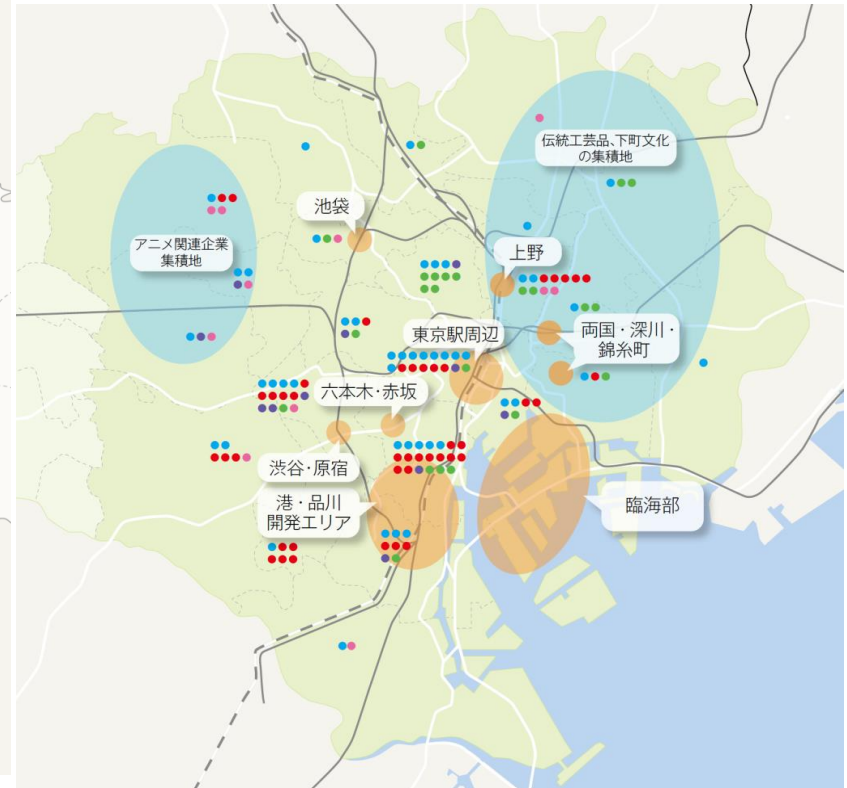 伝統工芸品、下町文化
の集積地
池袋
アニメ関連企業
集積地
上野
東京駅周辺
両国・深川・
錦糸町
六本木・赤坂
渋谷・原宿
港・品川
開発エリア
臨海部